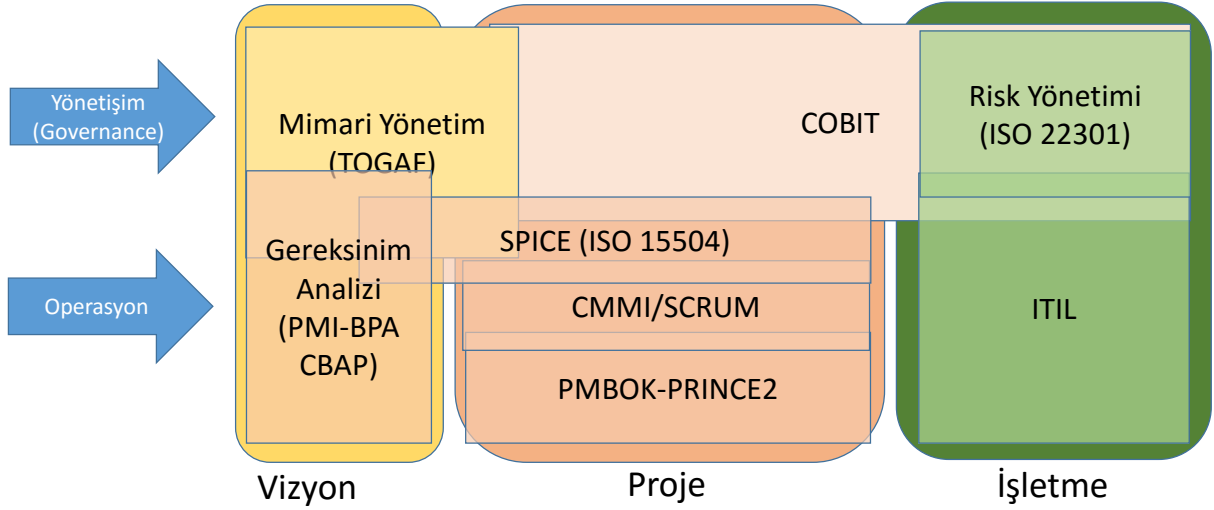 Yönetişim
(Governance)
Mimari Yönetim
(TOGAF)
COBIT
Risk Yönetimi
(ISO 22301)
Operasyon
Gereksinim
Analizi
(PMI-BPA
CBAP)
SPICE (ISO 15504)
CMMI/SCRUM
PMBOK-PRINCE2
ITIL
Vizyon
Proje
İşletme